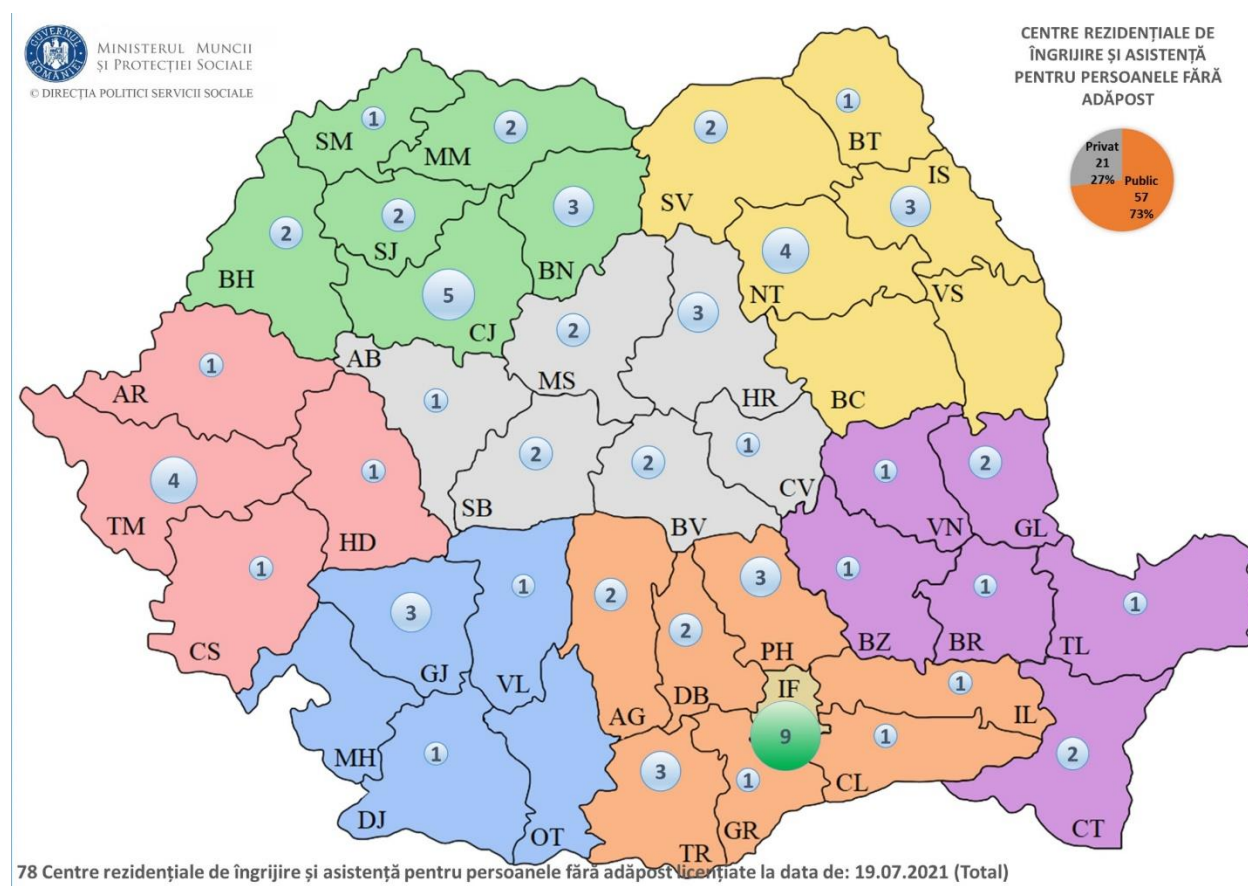 GUVERNUL ROMÂNIEI
MINISTERUL MUNCII
ȘI PROTECȚIEI SOCIALE
© DIRECȚIA POLITICI SERVICII SOCIALE
CENTRE REZIDENȚIALE DE
ÎNGRIJIRE ȘI ASISTENȚĂ
PENTRU PERSOANELE FĂRĂ
ADĂPOST
Privat
21
27%
Public
57
73%
1
SM
2
MM
2
SV
1
BT
IS
3
2
BH
2
SJ
3
BN
4
NT
VS
5
CJ
2
MS
3
HR
BC
AB
1
1
AR
4
TM
1
HD
2
SB
2
BV
1
CV
1
VN
2
GL
1
CS
3
GJ
1
VL
2
AG
2
DB
3
PH
1
BZ
1
BR
1
TL
IF
9
1
IL
MH
1
DJ
OT
3
TR
1
GR
1
CL
2
CT
78 Centre rezidențiale de îngrijire și asistență pentru persoanele fără adăpost licențiate la data de: 19.07.2021 (Total)